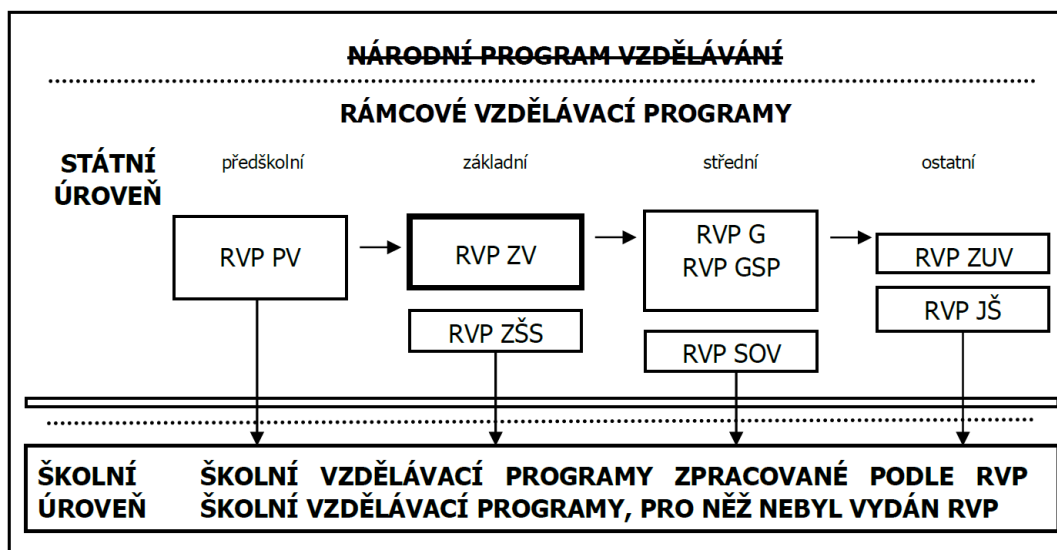 NÁRODNÍ PROGRAM VZDĚLÁVÁNÍ
RÁMCOVÉ VZDĚLÁVACÍ PROGRAMY
STÁTNÍ
ÚROVEŇ
předškolní
základní
střední
ostatní
RVP PV
RVP ZV
RVP G
RVP GSP
RVP ZUV
RVP ZŠS
RVP SOV
RVP JŠ
ŠKOLNÍ ŠKOLNÍ VZDĚLÁVACÍ PROGRAMY ZPRACOVANÉ PODLE RVP
ÚROVEŇ ŠKOLNÍ VZDĚLÁVACÍ PROGRAMY, PRO NĚŽ NEBYL VYDÁN RVP